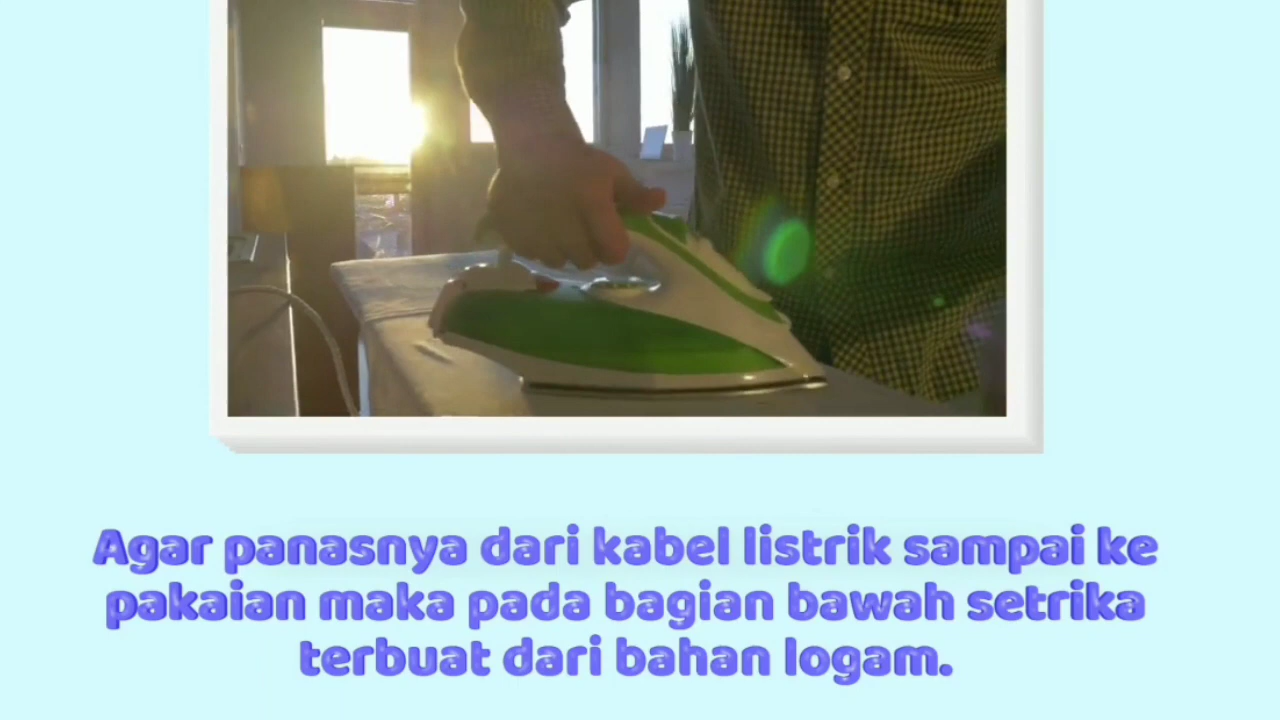 Agar panasnya dari kabel listrik sampai ke
pakaian maka pada bagian bawah setrika
terbuat dari bahan logam.